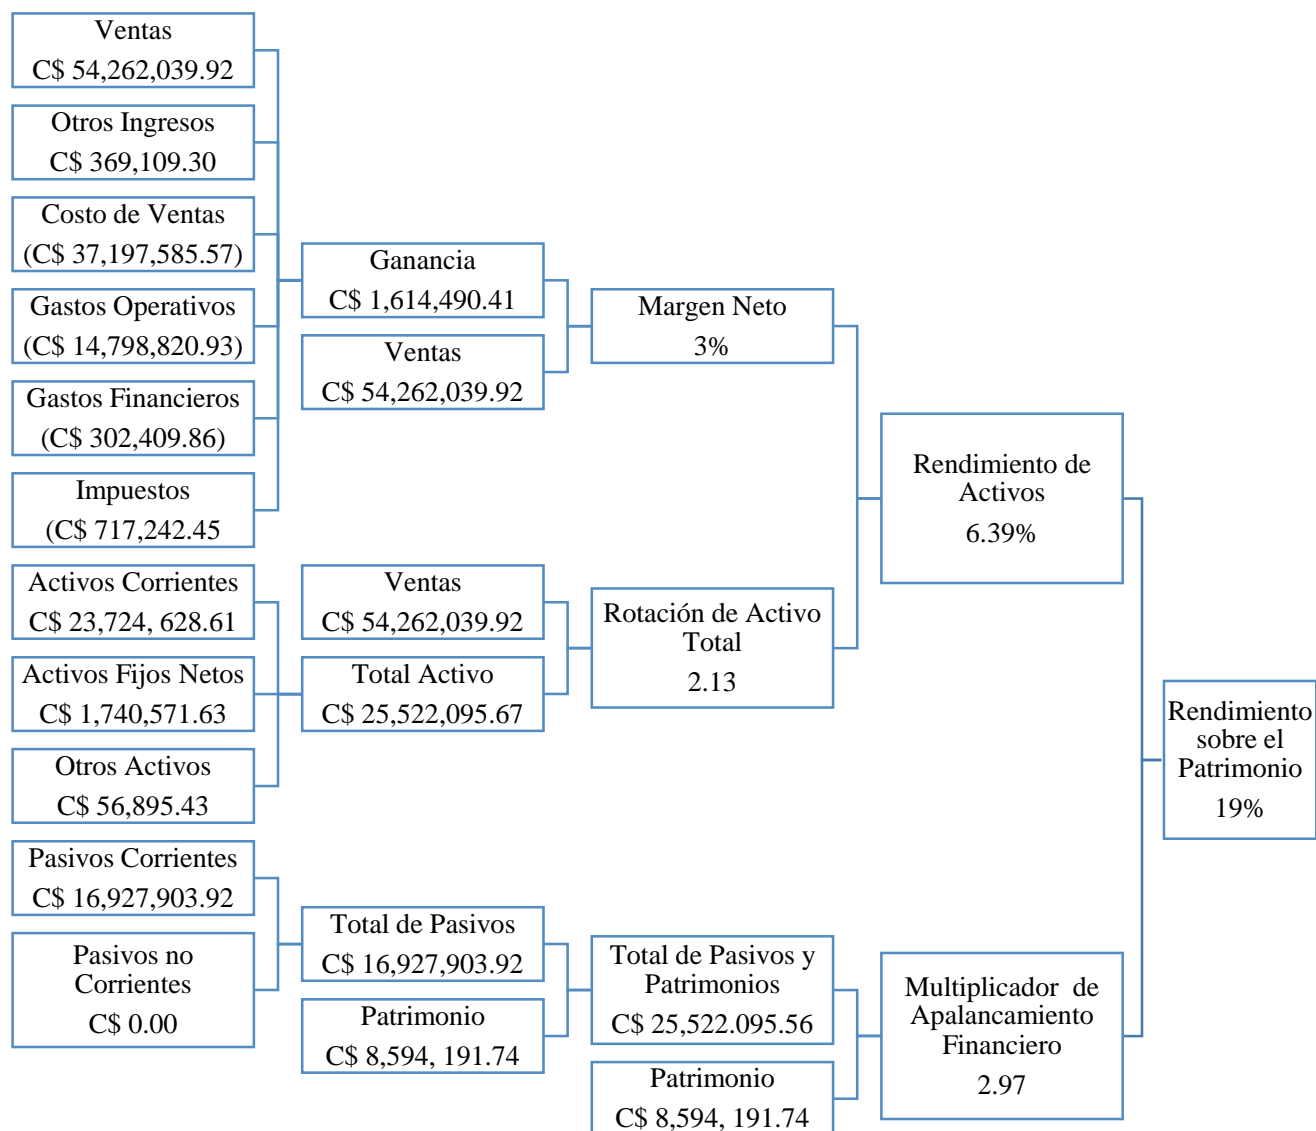 Ventas
C$ 54,262,039.92
Otros Ingresos
C$ 369,109.30
Costo de Ventas
(C$ 37,197,585.57)
Gastos Operativos
(C$ 14,798,820.93)
Gastos Financieros
(C$ 302,409.86)
Impuestos
(C$ 717,242.45
Activos Corrientes
C$ 23,724, 628.61
Activos Fijos Netos
C$ 1,740,571.63
Otros Activos
C$ 56,895.43
Pasivos Corrientes
C$ 16,927,903.92
Pasivos no
Corrientes
C$ 0.00
Ganancia
C$ 1,614,490.41
Ventas
C$ 54,262,039.92
Ventas
C$ 54,262,039.92
Total Activo
C$ 25,522,095.67
Total de Pasivos
C$ 16,927,903.92
Patrimonio
C$ 8,594, 191.74
Margen Neto
3%
Rotación de Activo
Total
2.13
Total de Pasivos y
Patrimonios
C$ 25,522.095.56
Patrimonio
C$ 8,594, 191.74
Rendimiento de
Activos
6.39%
Multiplicador de
Apalancamiento
Financiero
2.97
Rendimiento
sobre el
Patrimonio
19%